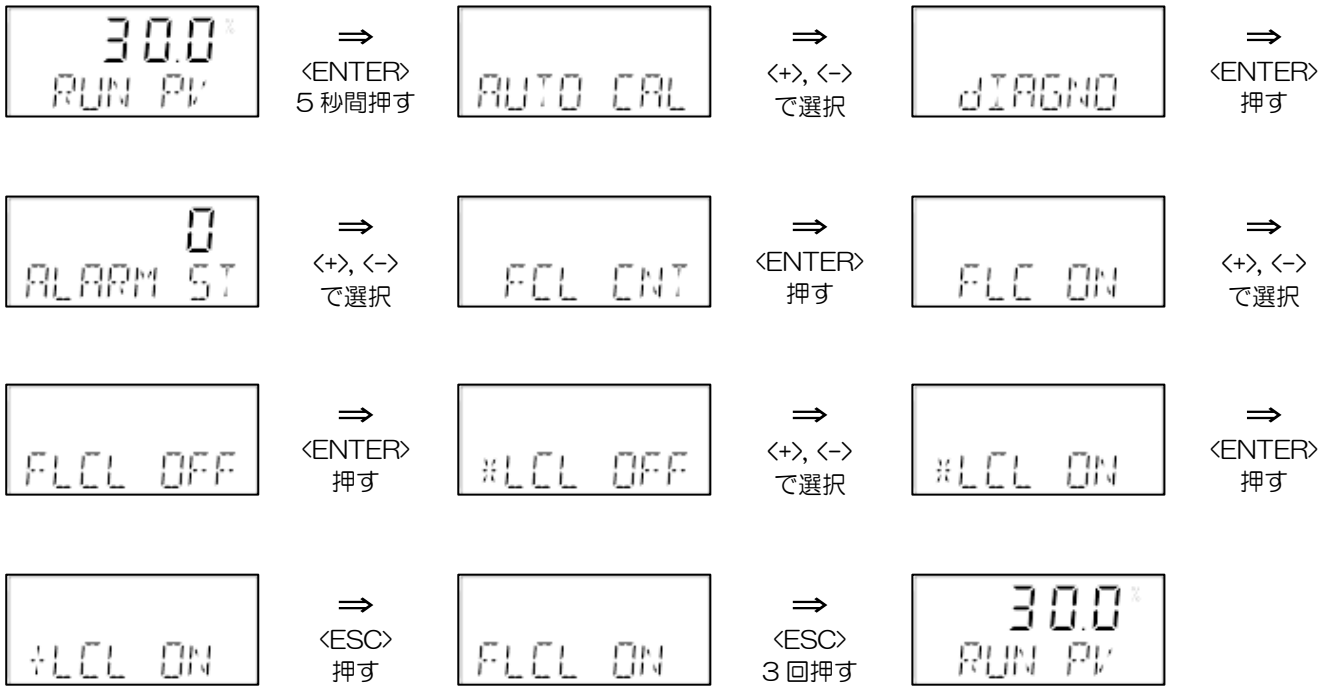 30.0 %
RUN PV
⇒
<ENTER>
5 秒間押す
AUTO CAL
⇒
<+>, <->
で選択
dIAGNO
⇒
<ENTER>
押す
0
ALARM ST
⇒
<+>, <->
で選択
FCL CNT
⇒
<ENTER>
押す
FLC ON
⇒
<+>, <->
で選択
FLCL OFF
⇒
<ENTER>
押す
*LCL OFF
⇒
<+>, <->
で選択
*LCL ON
⇒
<ENTER>
押す
+LCL ON
⇒
<ESC>
押す
FLCL ON
⇒
<ESC>
3 回押す
30.0 %
RUN PV